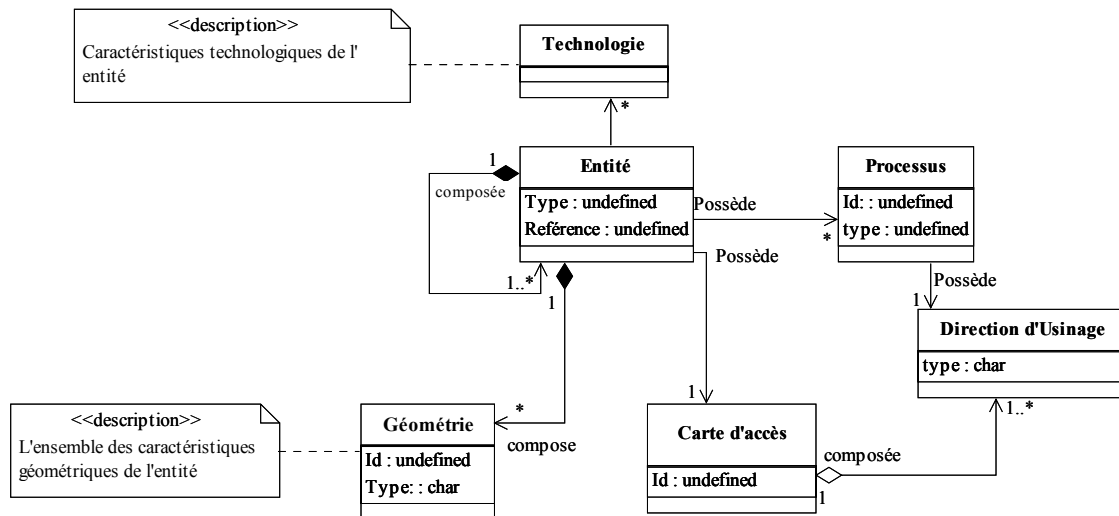 <<description>>
Caractéristiques technologiques de l'
entité
Technologie
*
1
composée
1..*
Entité
Type : undefined
Reférence : undefined
Possède
*
Processus
Id: : undefined
type : undefined
Possède
Possède
1
1
Direction d'Usinage
type : char
1..*
1
*
compose
<<description>>
L'ensemble des caractéristiques
géométriques de l'entité
Géométrie
Id : undefined
Type: : char
Carte d'accès
Id : undefined
composée
1